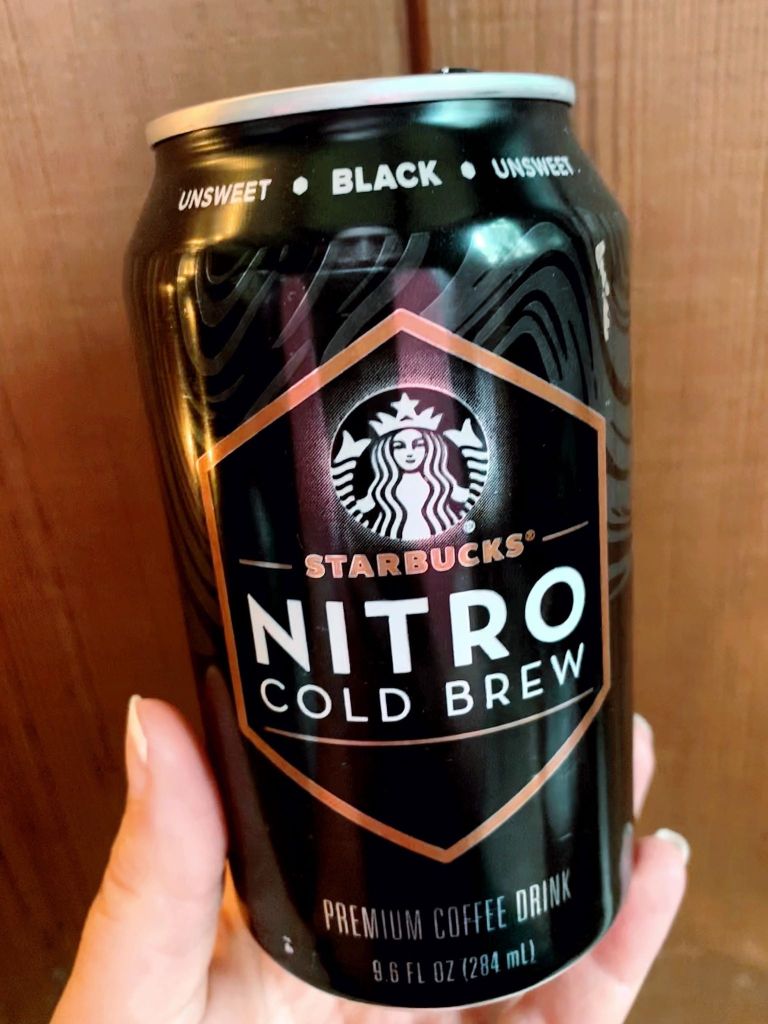 UNSWEET • BLACK • UNSWEET
STARBUCKS®
NITRO
COLD BREW
PREMIUM COFFEE DRINK
9.6 FL OZ (284 mL)